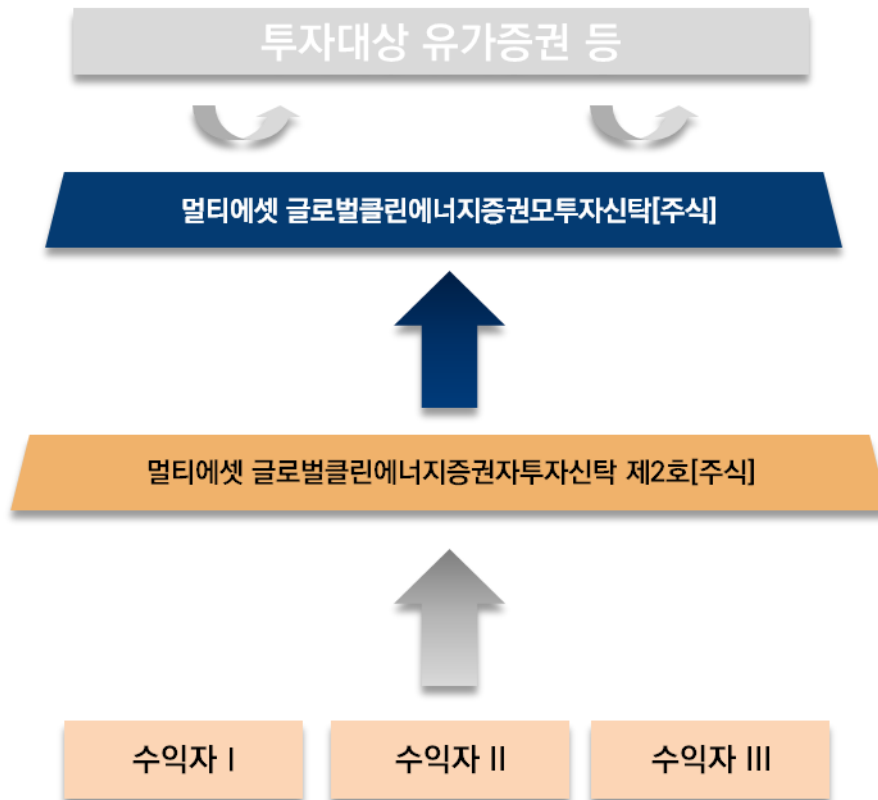 투자대상 유가증권 등
멀티에셋 글로벌클린에너지증권모투자신탁[주식]
멀티에셋 글로벌클린에너지증권자투자신탁 제2호[주식]
수익자 I
수익자 II
수익자 III